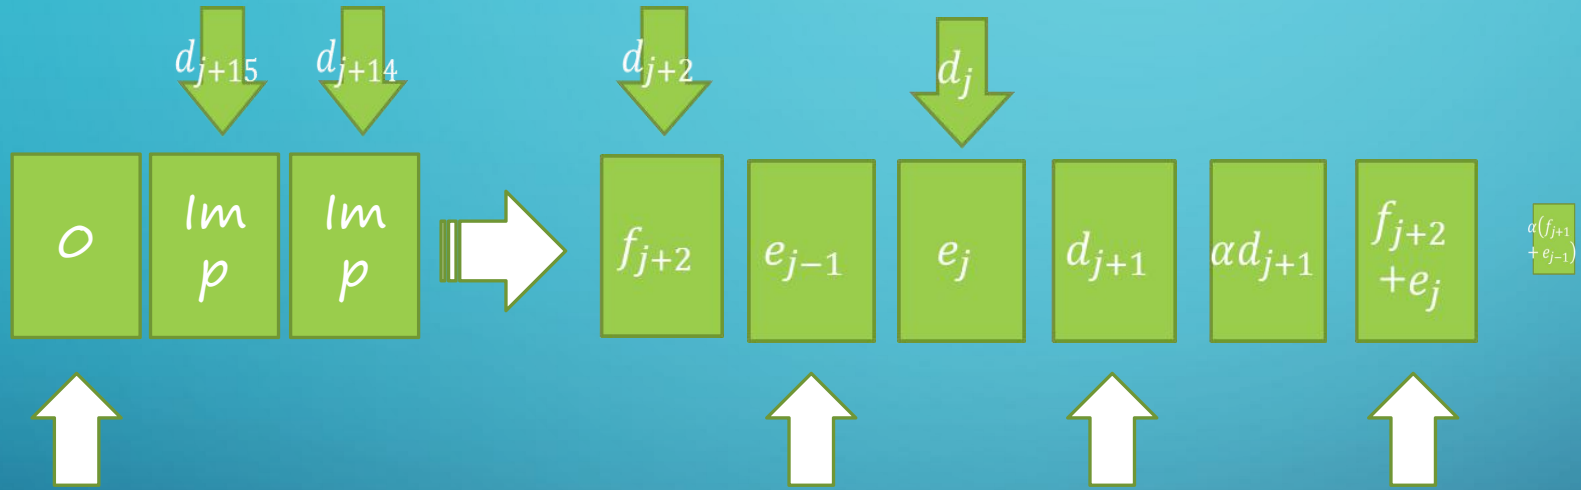 d_{j+15}
d_{j+14}
d_{j+2}
d_j
0
Im
p
Im
p
f_{j+2}
e_{j−1}
e_j
d_{j+1}
αd_{j+1}
f_{j+2}
+e_j
α(f_{j+1}
+ e_{j−1})